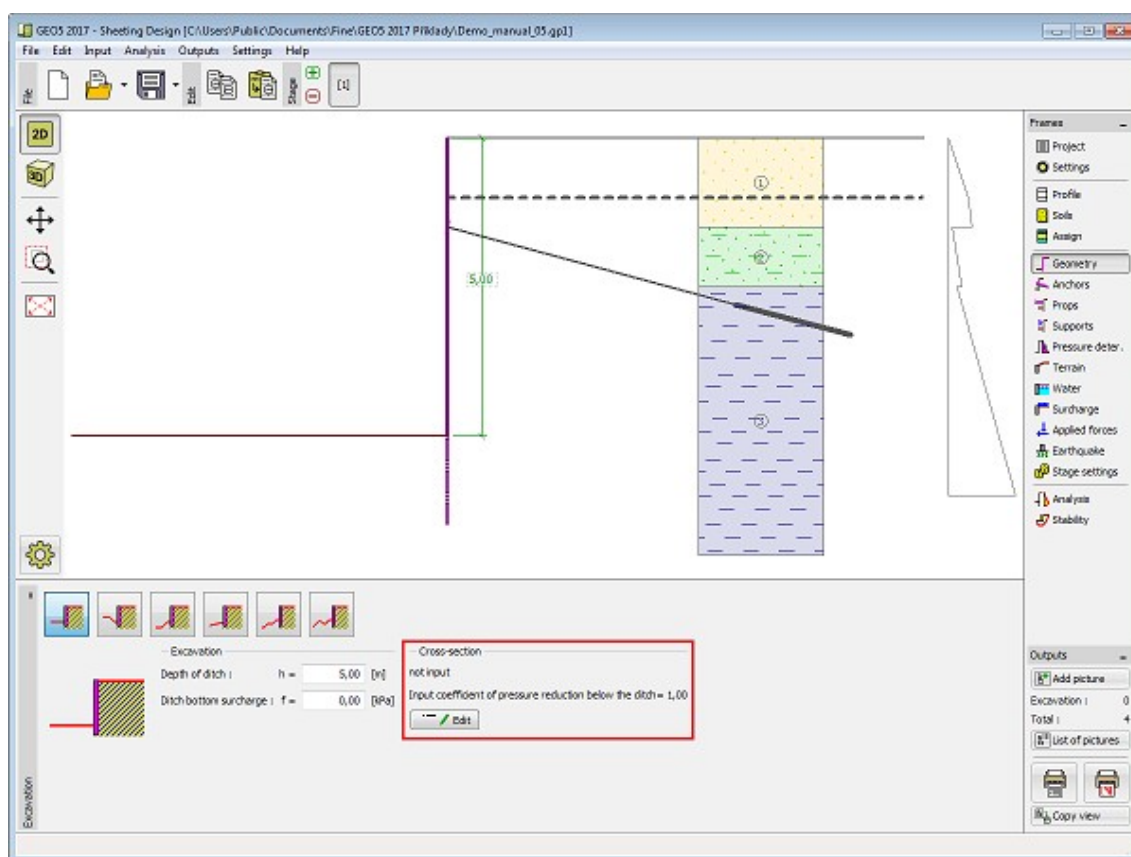 GEO5 2017 - Sheeting Design [C:\Users\Public\Documents\Fine\GEO5 2017 Příklady\Demo_manual_05.gp1]
File Edit Input Analysis Outputs Settings Help
File
Edit
Stage
[1]
2D
3D
5,00
1
2
3
Frames
Project
Settings
Profile
Soils
Assign
Geometry
Anchors
Props
Supports
Pressure deter.
Terrain
Water
Surcharge
Applied forces
Earthquake
Stage settings
Analysis
Stability
Excavation
Excavation
Depth of ditch : h = 5,00 [m]
Ditch bottom surcharge : f = 0,00 [kPa]
Cross-section
not input
Input coefficient of pressure reduction below the ditch = 1,00
Edit
Outputs
Add picture
Excavation : 0
Total : 4
List of pictures
Copy view